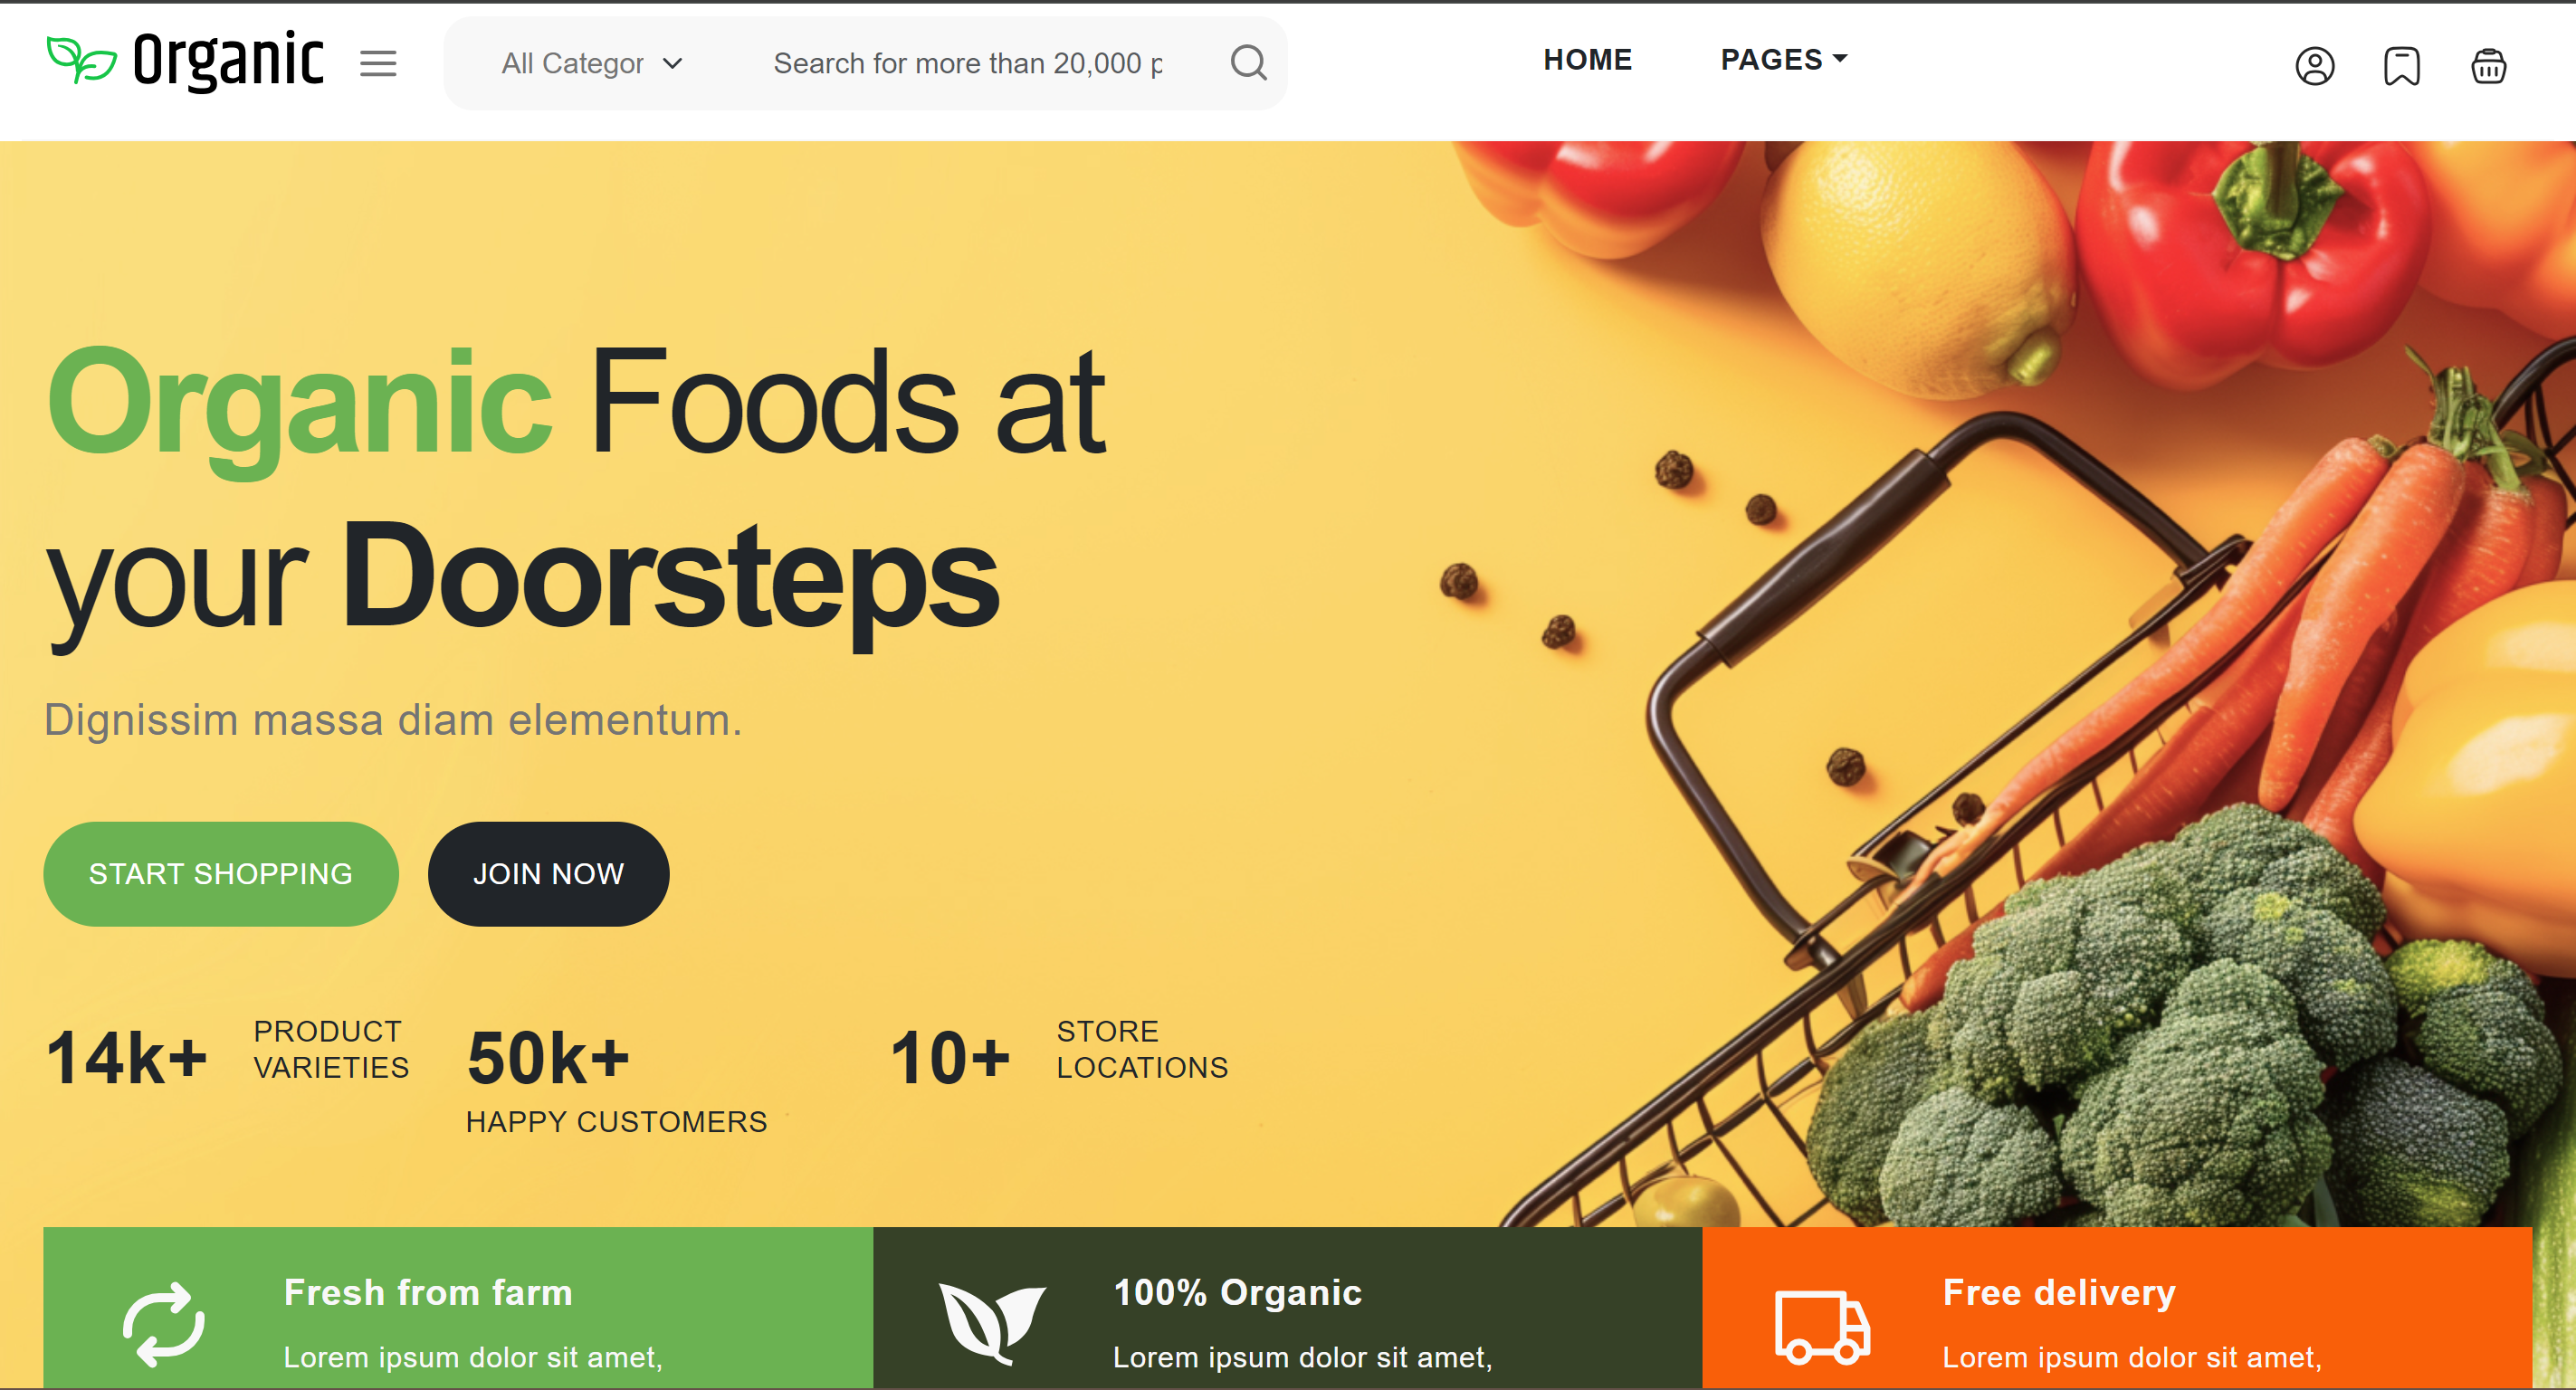 Organic
All Categor
Search for more than 20,000 p
HOME
PAGES
Organic Foods at
your Doorsteps
Dignissim massa diam elementum.
START SHOPPING
JOIN NOW
14k+
PRODUCT
VARIETIES
50k+
HAPPY CUSTOMERS
10+
STORE
LOCATIONS
Fresh from farm
Lorem ipsum dolor sit amet,
100% Organic
Lorem ipsum dolor sit amet,
Free delivery
Lorem ipsum dolor sit amet,